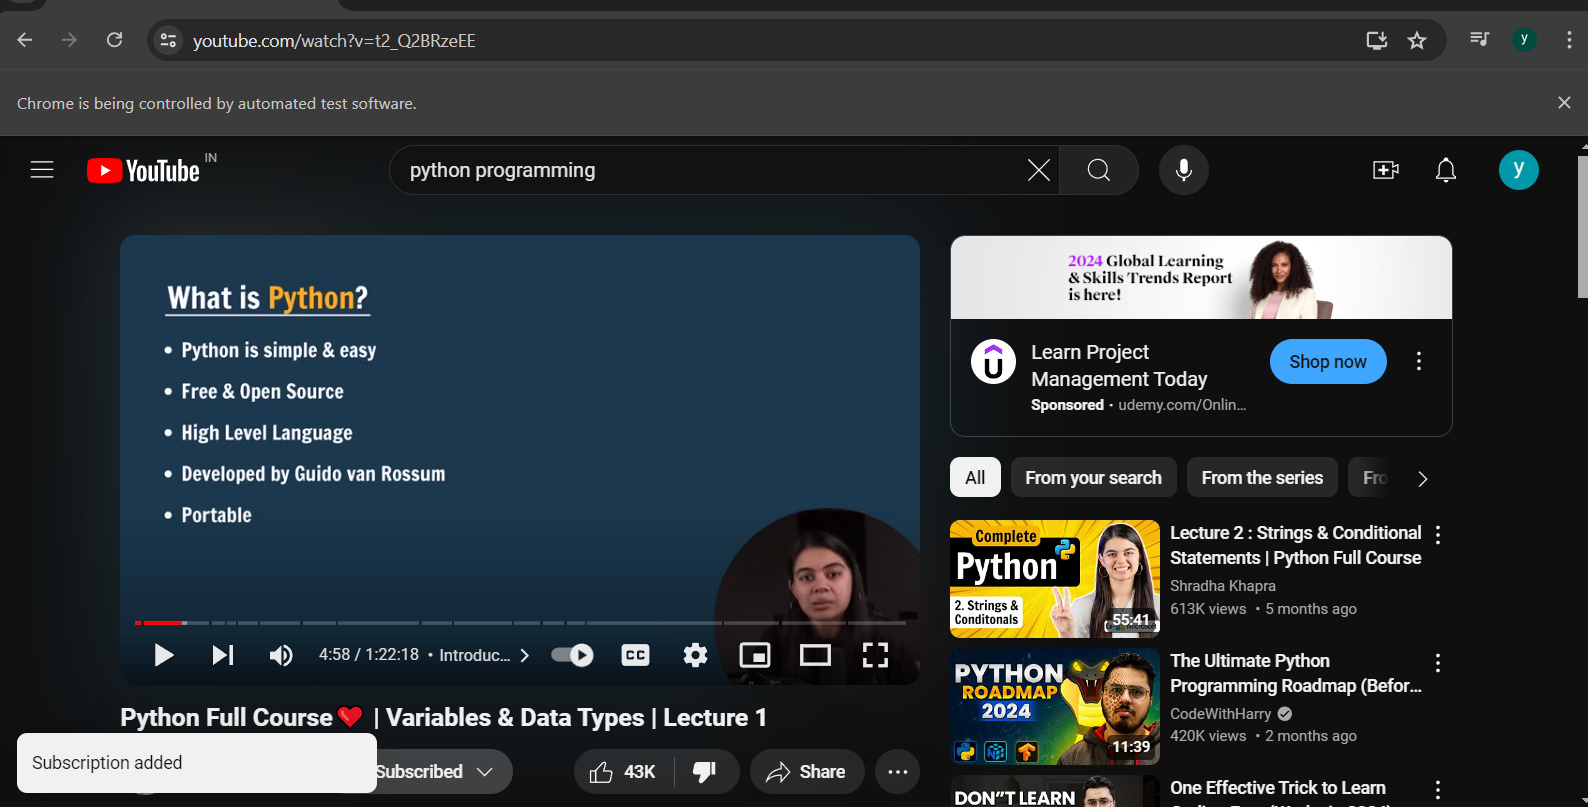 youtube.com/watch?v=t2_Q2BRzeEE
y
Chrome is being controlled by automated test software.
YouTube IN
python programming
y
What is Python?
• Python is simple & easy
• Free & Open Source
• High Level Language
• Developed by Guido van Rossum
• Portable
4:58 / 1:22:18 • Introduc...
CC
Python Full Course❤️ | Variables & Data Types | Lecture 1
Subscription added
Subscribed
43K
Share
2024 Global Learning
& Skills Trends Report
is here!
Learn Project
Management Today
Sponsored • udemy.com/Onlin...
Shop now
All
From your search
From the series
Fro
Complete
Python
2. Strings &
Conditonals
55:41
Lecture 2 : Strings & Conditional
Statements | Python Full Course
Shradha Khapra
613K views • 5 months ago
PYTHON
ROADMAP
2024
11:39
The Ultimate Python
Programming Roadmap (Befor...
CodeWithHarry
420K views • 2 months ago
DON"T LEARN
One Effective Trick to Learn